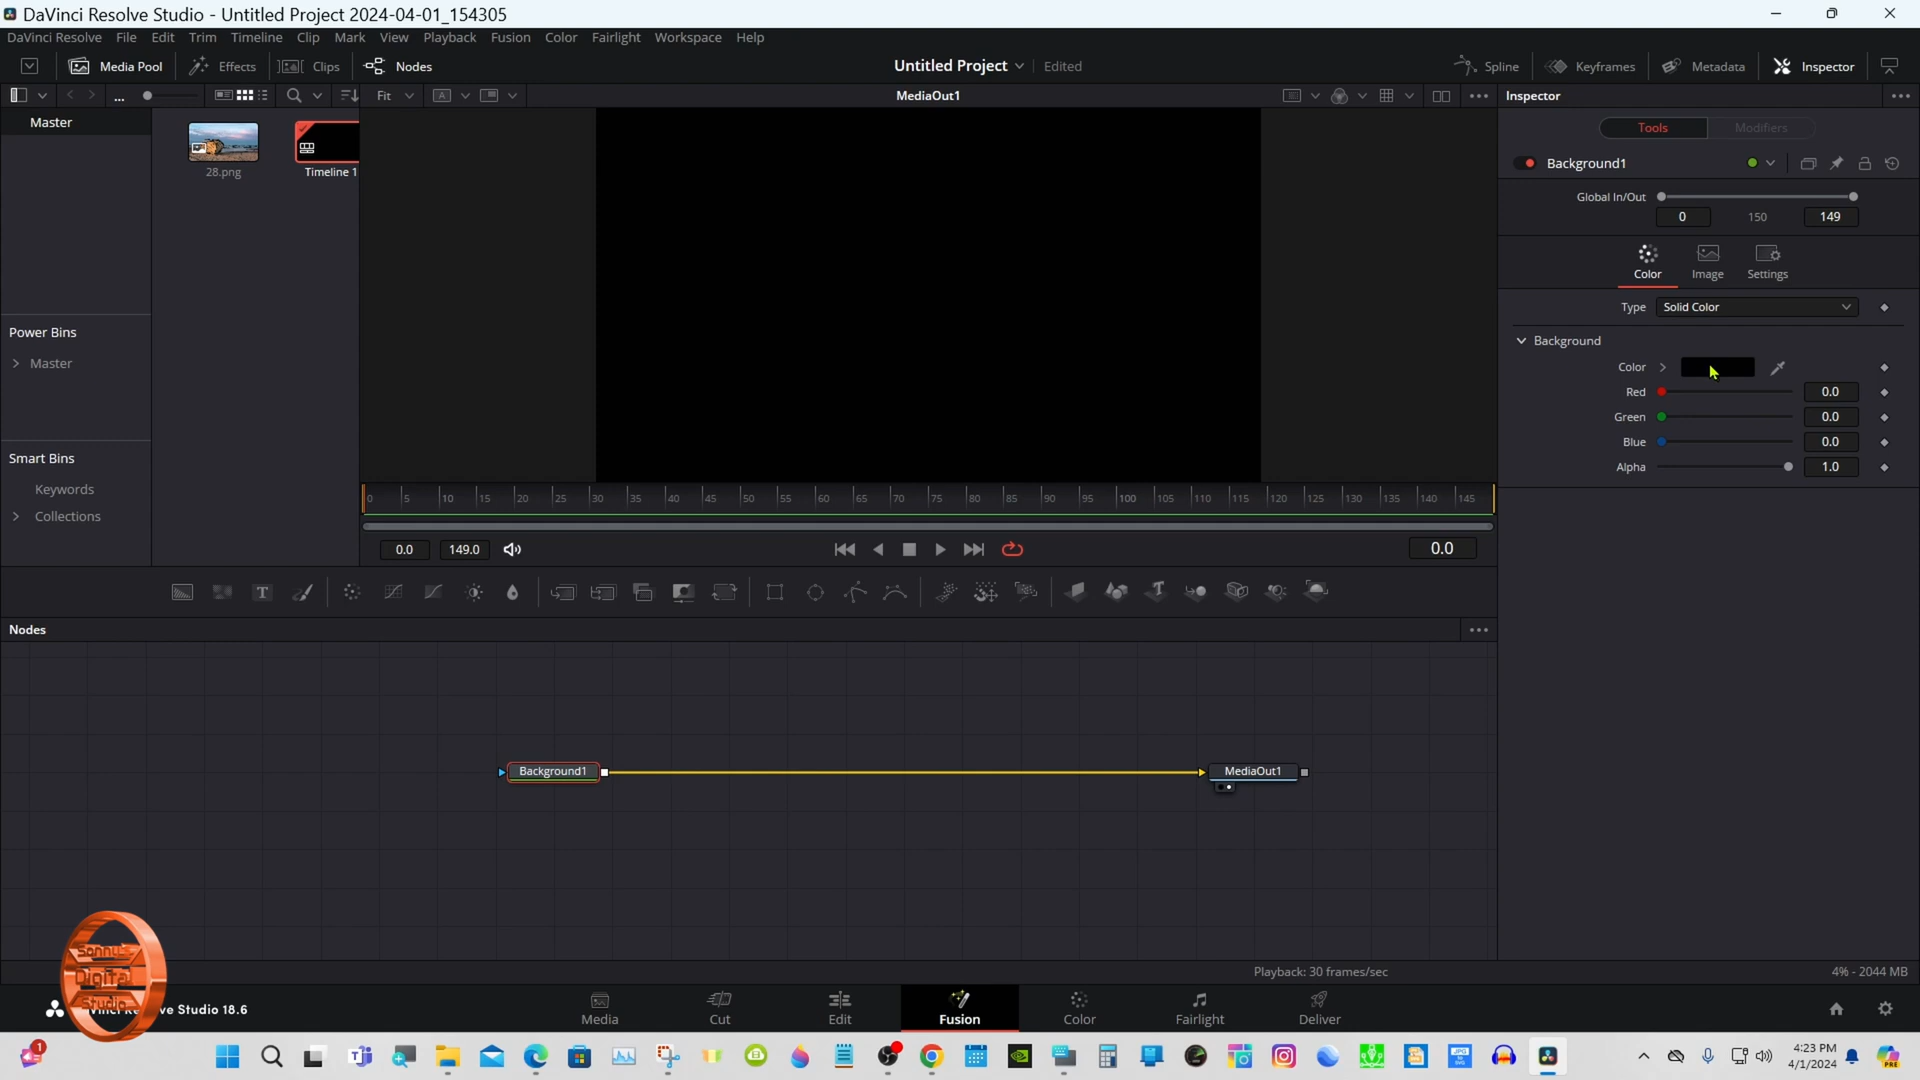 DaVinci Resolve Studio - Untitled Project 2024-04-01_154305
DaVinci Resolve File Edit Trim Timeline Clip Mark View Playback Fusion Color Fairlight Workspace Help
Media Pool Effects Clips Nodes Untitled Project Edited Spline Keyframes Metadata Inspector
... Fit A MediaOut1 ... Inspector ...
Master
Tools Modifiers
28.png
Timeline 1
Background1
Global In/Out
0 150 149
Color Image Settings
Type Solid Color
Background
Color
Red 0.0
Green 0.0
Blue 0.0
Alpha 1.0
Power Bins
Master
Smart Bins
Keywords
Collections
0 5 10 15 20 25 30 35 40 45 50 55 60 65 70 75 80 85 90 95 100 105 110 115 120 125 130 135 140 145
0.0 149.0 0.0
T T
Nodes ...
Background1 MediaOut1
Playback: 30 frames/sec 4% - 2044 MB
Sonny's
Digital
Studio
ve Studio 18.6
Media Cut Edit Fusion Color Fairlight Deliver
1
4:23 PM
4/1/2024
PRE